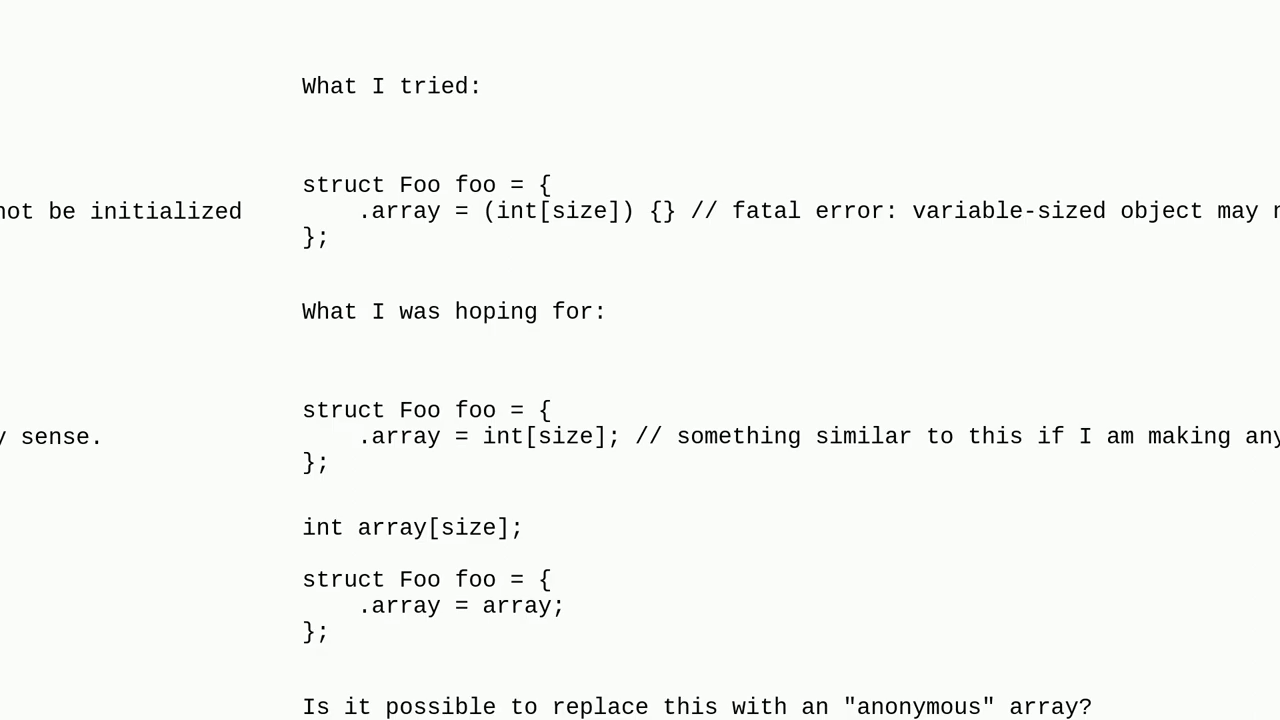 What I tried:
struct Foo foo = {
.array = (int[size]) {} // fatal error: variable-sized object may
not be initialized
};
What I was hoping for:
struct Foo foo = {
.array = int[size]; // something similar to this if I am making any
sense.
};
int array[size];
struct Foo foo = {
.array = array;
};
Is it possible to replace this with an "anonymous" array?